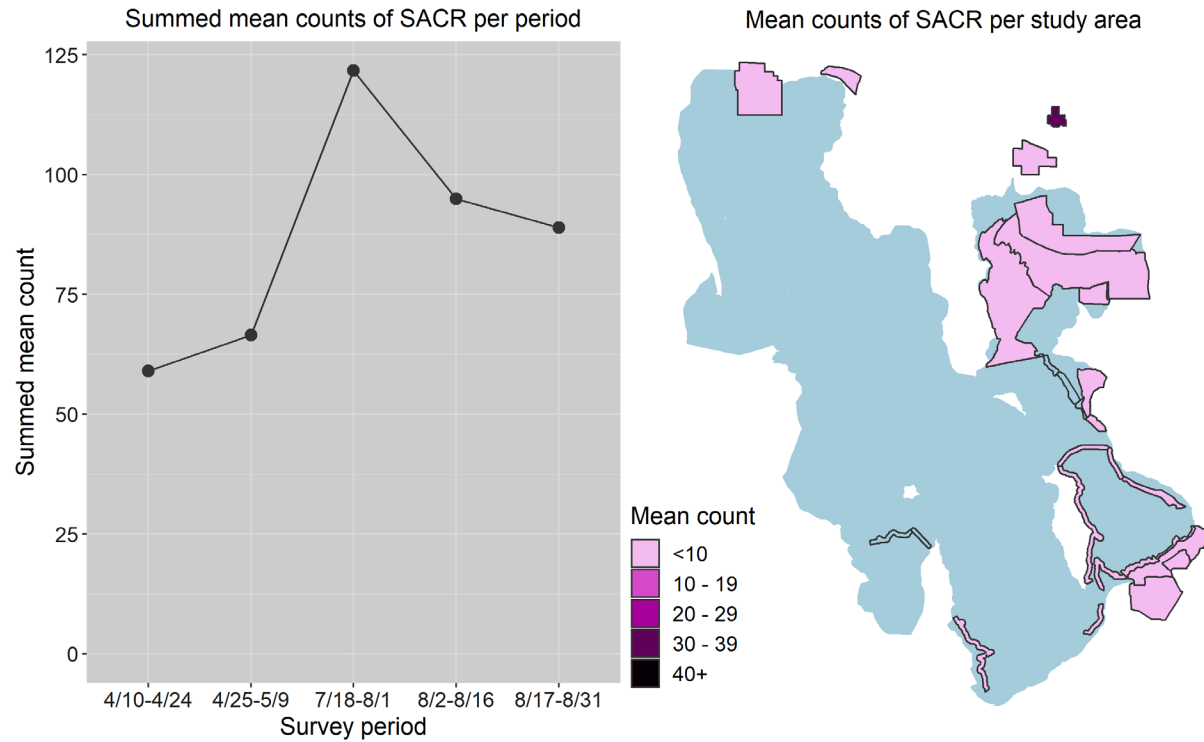 Summed mean counts of SACR per period
125
100
75
50
25
0
Summed mean count
4/10-4/24 4/25-5/9 7/18-8/1 8/2-8/16 8/17-8/31
Survey period
Mean counts of SACR per study area
Mean count
<10
10 - 19
20 - 29
30 - 39
40+